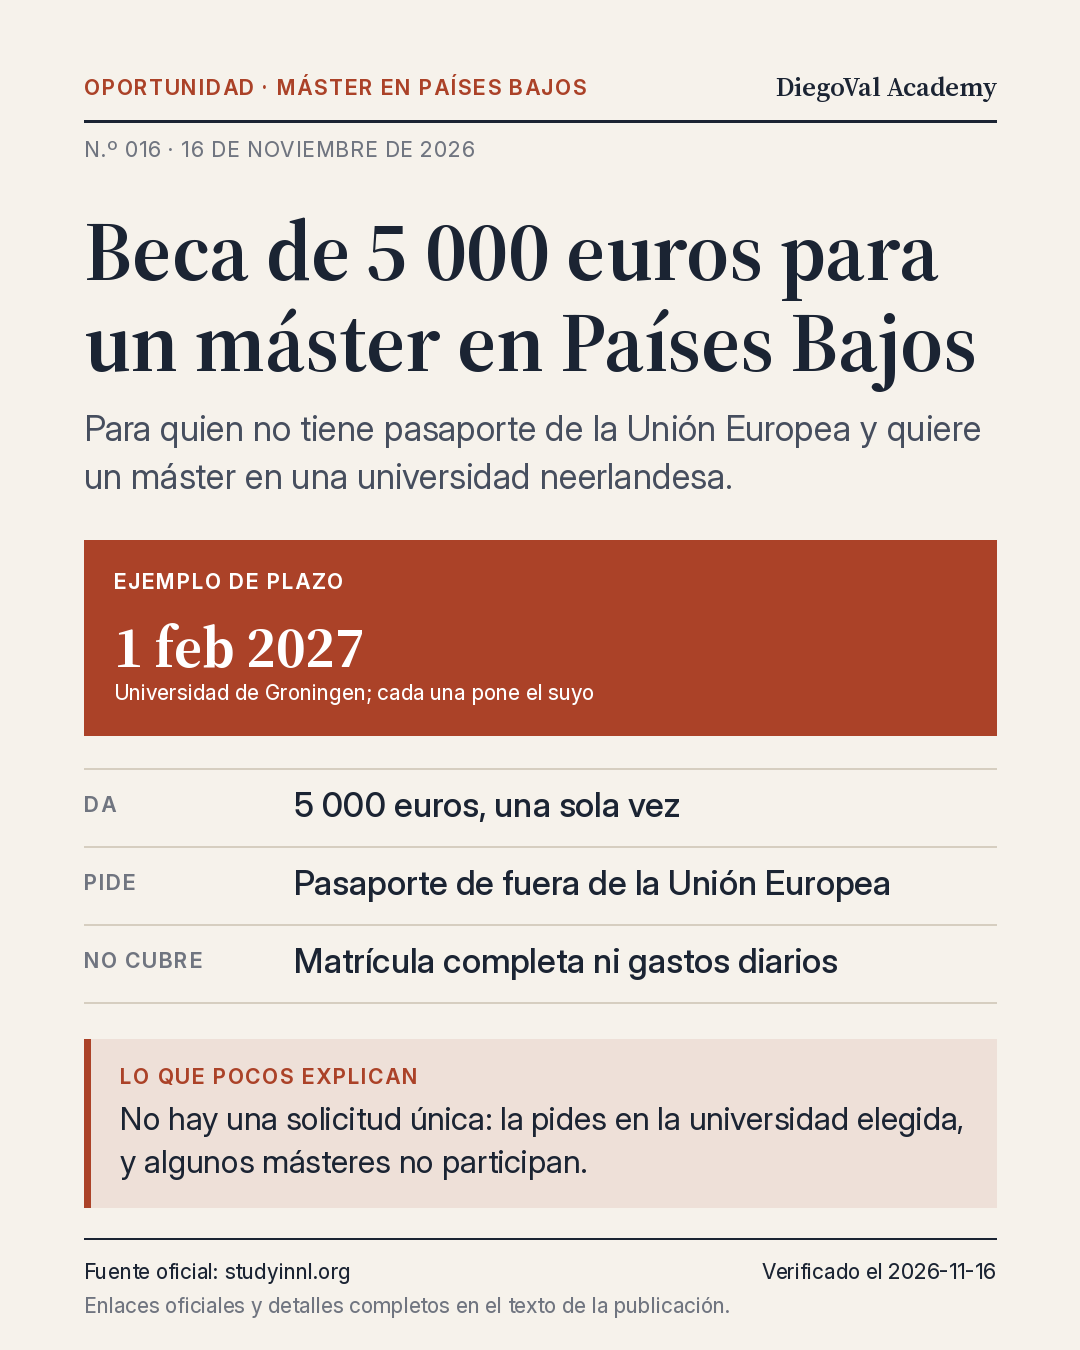 OPORTUNIDAD · MÁSTER EN PAÍSES BAJOS
DiegoVal Academy
N.º 016 · 16 DE NOVIEMBRE DE 2026
Beca de 5 000 euros para
un máster en Países Bajos
Para quien no tiene pasaporte de la Unión Europea y quiere
un máster en una universidad neerlandesa.
EJEMPLO DE PLAZO
1 feb 2027
Universidad de Groningen; cada una pone el suyo
DA
5 000 euros, una sola vez
PIDE
Pasaporte de fuera de la Unión Europea
NO CUBRE
Matrícula completa ni gastos diarios
LO QUE POCOS EXPLICAN
No hay una solicitud única: la pides en la universidad elegida,
y algunos másteres no participan.
Fuente oficial: studyinnl.org
Verificado el 2026-11-16
Enlaces oficiales y detalles completos en el texto de la publicación.